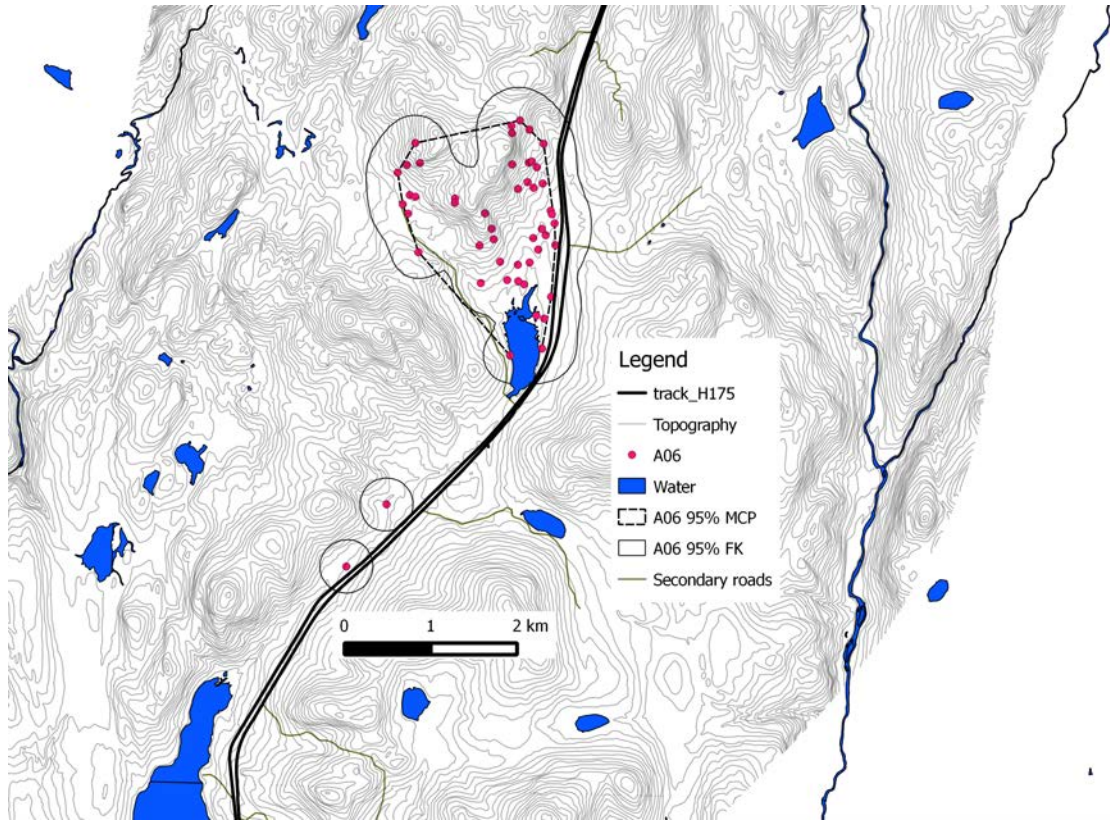 Legend
track_H175
Topography
A06
Water
A06 95% MCP
A06 95% FK
Secondary roads
0 1 2 km